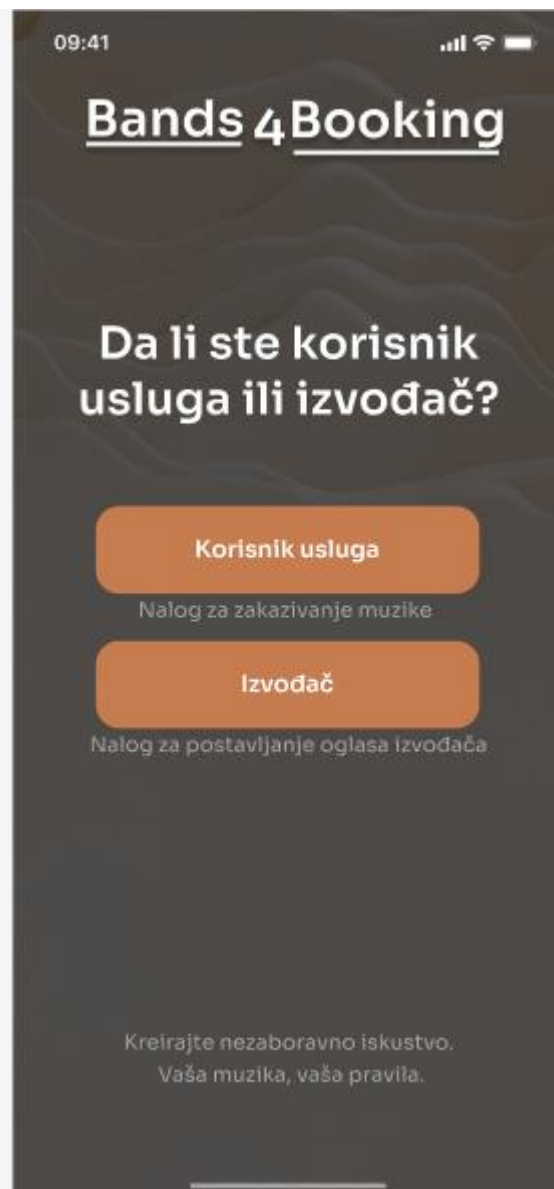 09:41
Bands 4 Booking
Da li ste korisnik
usluga ili izvođač?
Korisnik usluga
Nalog za zakazivanje muzike
Izvođač
Nalog za postavljanje oglasa izvođača
Kreirajte nezaboravno iskustvo.
Vaša muzika, vaša pravila.